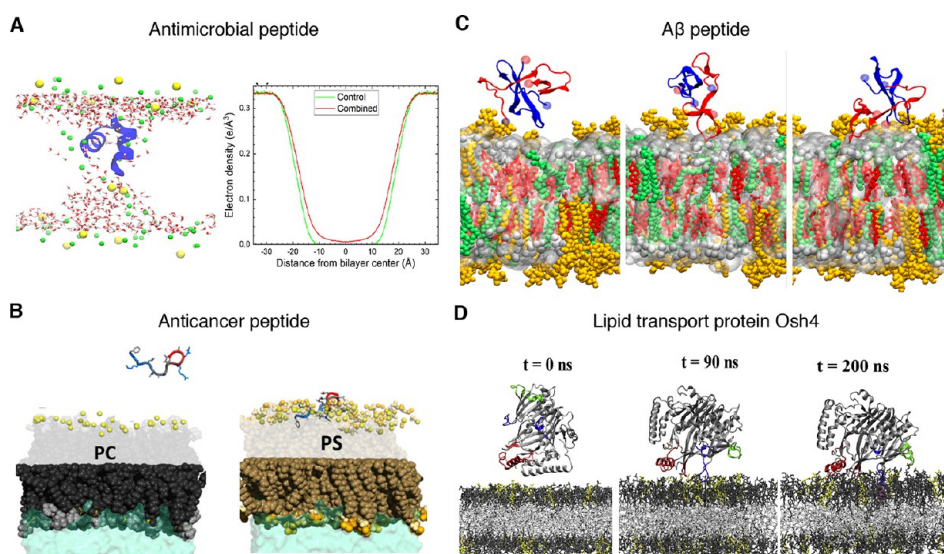 A
Antimicrobial peptide
Control
Combined
Electron density (e/Å³)
0.3
0.2
0.1
0.0
-30 -20 -10 0 10 20 30
Distance from bilayer center (Å)
B
Anticancer peptide
PC
PS
C
Aβ peptide
D
Lipid transport protein Osh4
t = 0 ns
t = 90 ns
t = 200 ns